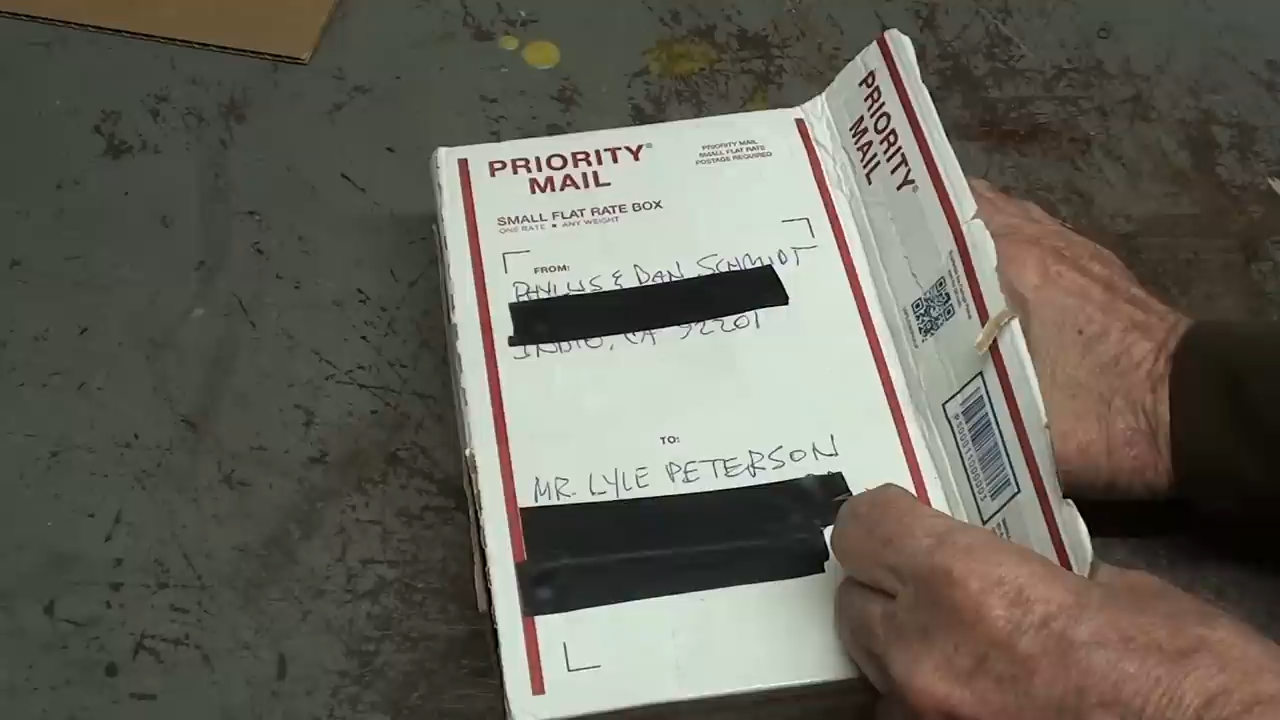 PRIORITY®
MAIL
PRIORITY MAIL
SMALL FLAT RATE
POSTAGE REQUIRED
SMALL FLAT RATE BOX
ONE RATE ■ ANY WEIGHT
FROM:
PHYLLIS & DAN SCHMIDT
INDIO, CA 92201
TO:
MR. LYLE PETERSON
PRIORITY®
MAIL